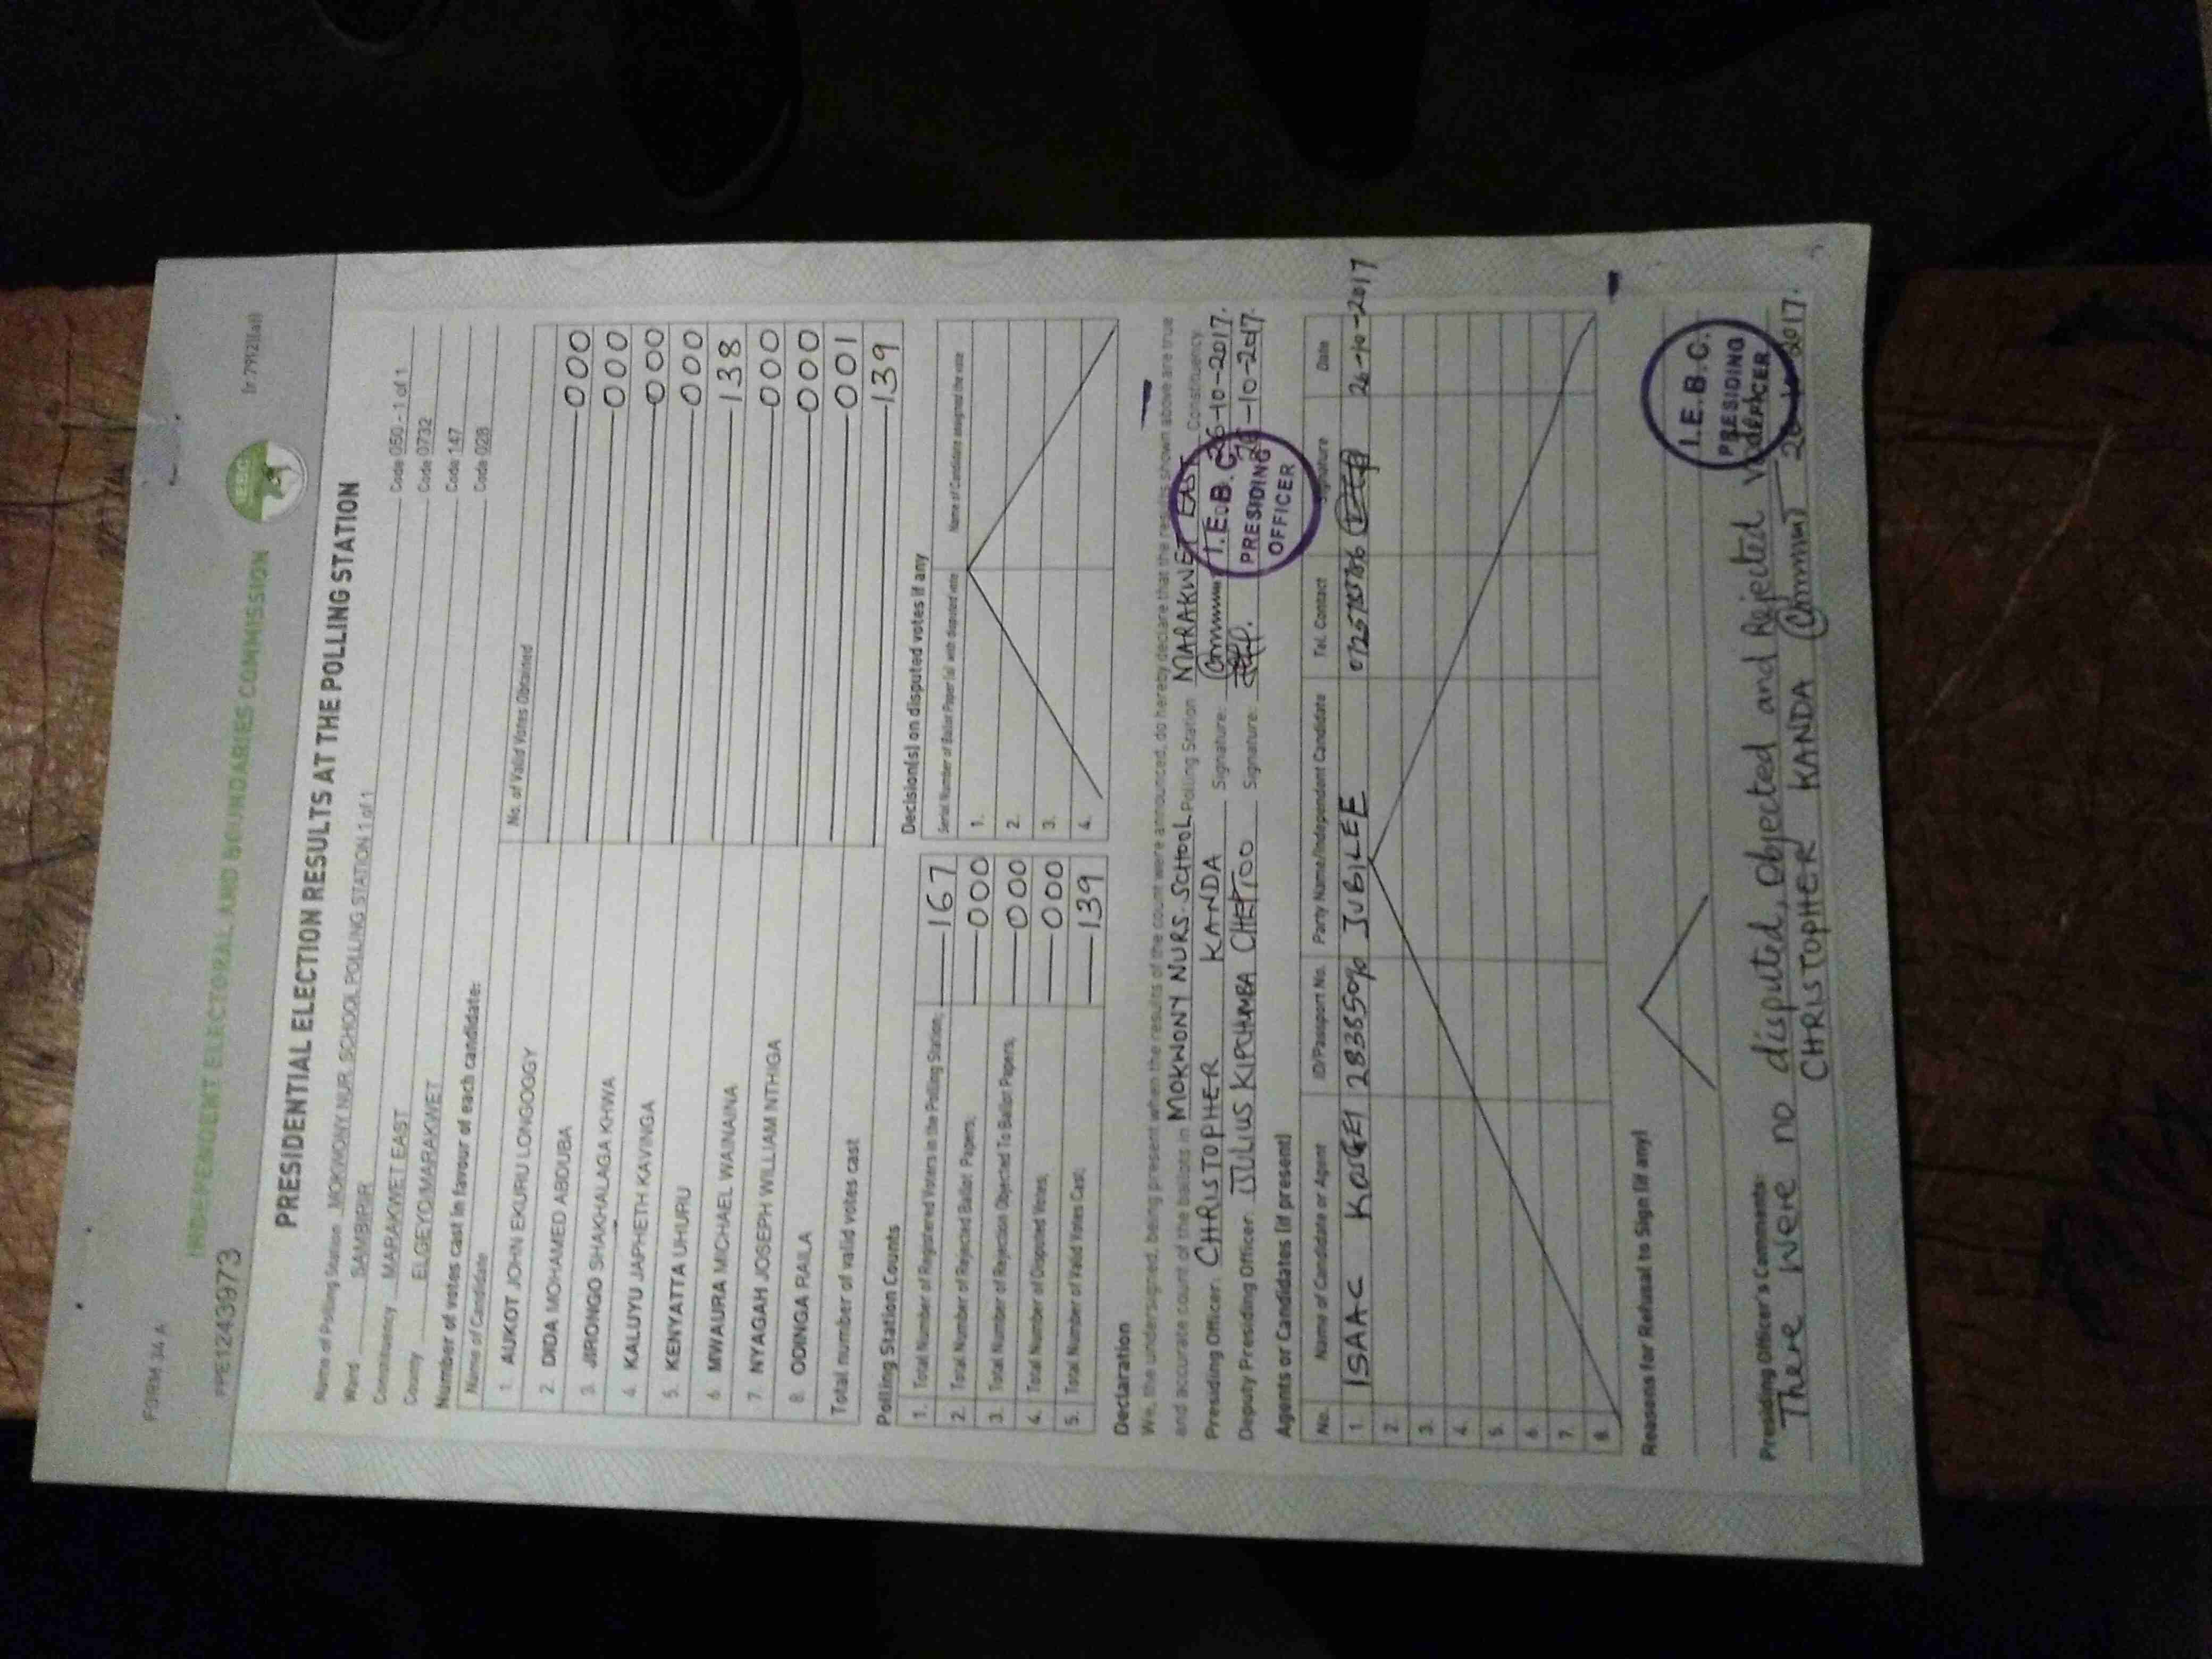 FORM 34 A
(r 79(2)(a))
PPE1243973
INDEPENDENT ELECTORAL AND BOUNDARIES COMMISSION
PRESIDENTIAL ELECTION RESULTS AT THE POLLING STATION
Name of Polling Station MOKWONY NUR. SCHOOL POLLING STATION 1 of 1 Code 050 - 1 of 1
Ward SAMBIRIR Code 0732
Constituency MARAKWET EAST Code 147
County ELGEYO/MARAKWET Code 028
Number of votes cast in favour of each candidate:
Name of Candidate No. of Valid Votes Obtained
1. AUKOT JOHN EKURU LONGOGGY 000
2. DIDA MOHAMED ABDUBA 000
3. JIRONGO SHAKHALAGA KHWA 000
4. KALUYU JAPHETH KAVINGA 000
5. KENYATTA UHURU 138
6. MWAURA MICHAEL WAINAINA 000
7. NYAGAH JOSEPH WILLIAM NTHIGA 000
8. ODINGA RAILA 001
Total number of valid votes cast 139
Polling Station Counts
1. Total Number of Registered Voters in the Polling Station; 167
2. Total Number of Rejected Ballot Papers; 000
3. Total Number of Rejection Objected To Ballot Papers; 000
4. Total Number of Disputed Votes; 000
5. Total Number of Valid Votes Cast; 139
Decision(s) on disputed votes if any
Serial Number of Ballot Paper (s) with disputed vote Name of Candidate assigned the vote
1.
2.
3.
4.
Declaration
We, the undersigned, being present when the results of the count were announced, do hereby declare that the results shown above are true
and accurate count of the ballots in MOKWONY NURS. SCHOOL Polling Station MARAKWET EAST Constituency.
Presiding Officer: CHRISTOPHER KANDA Signature: 26-10-2017.
Deputy Presiding Officer: JULIUS KIPCHUMBA CHEPTOO Signature: 26-10-2017.
I.E.B.C.
PRESIDING
OFFICER
Agents or Candidates (if present)
No. Name of Candidate or Agent ID/Passport No. Party Name/Independent Candidate Tel. Contact Signature Date
1. ISAAC KOSGEI JUBILEE 26-10-2017
2.
3.
4.
5.
6.
7.
8.
Reasons for Refusal to Sign (if any)
I.E.B.C.
PRESIDING
OFFICER
Presiding Officer's Comments:
There were no disputed, Objected and Rejected Votes
CHRISTOPHER KANDA 26-10-2017.